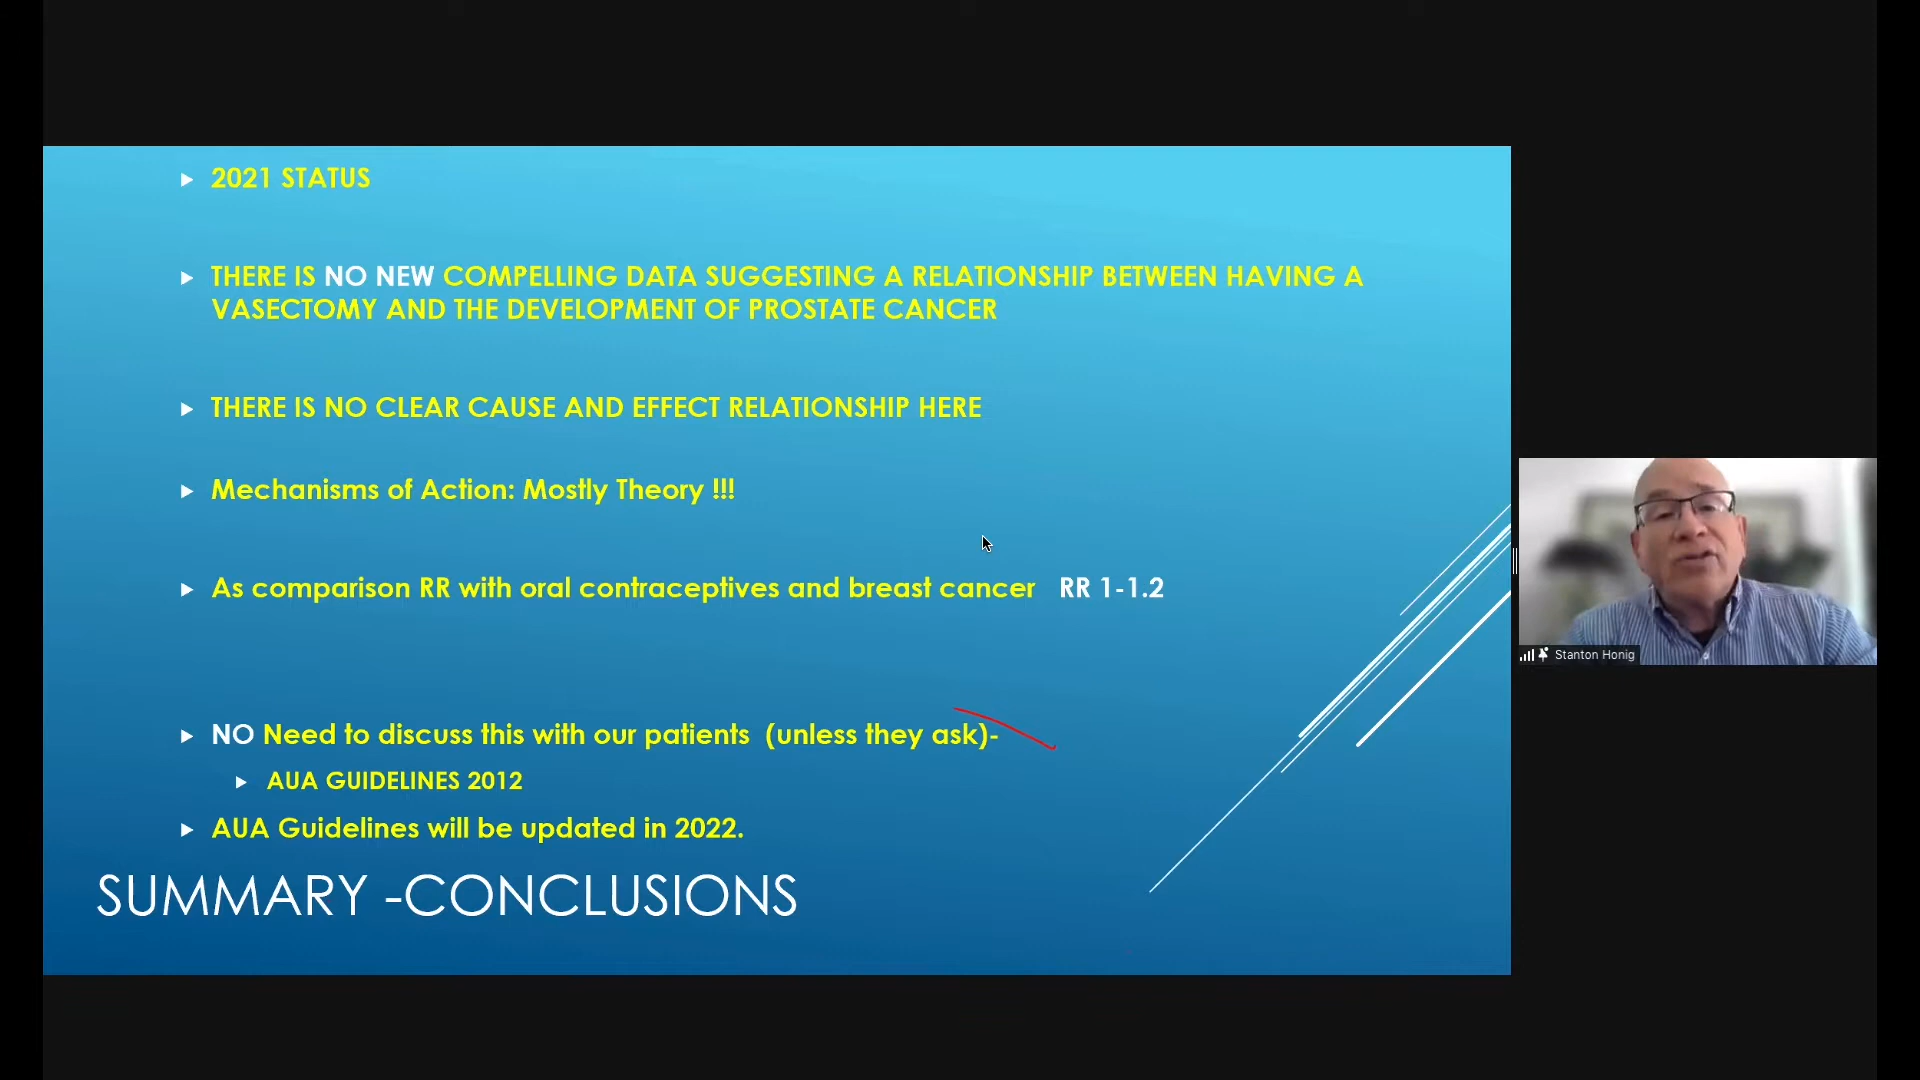 2021 STATUS
THERE IS NO NEW COMPELLING DATA SUGGESTING A RELATIONSHIP BETWEEN HAVING A
VASECTOMY AND THE DEVELOPMENT OF PROSTATE CANCER
THERE IS NO CLEAR CAUSE AND EFFECT RELATIONSHIP HERE
Mechanisms of Action: Mostly Theory !!!
As comparison RR with oral contraceptives and breast cancer RR 1-1.2
NO Need to discuss this with our patients (unless they ask)-
AUA GUIDELINES 2012
AUA Guidelines will be updated in 2022.
SUMMARY -CONCLUSIONS
Stanton Honig